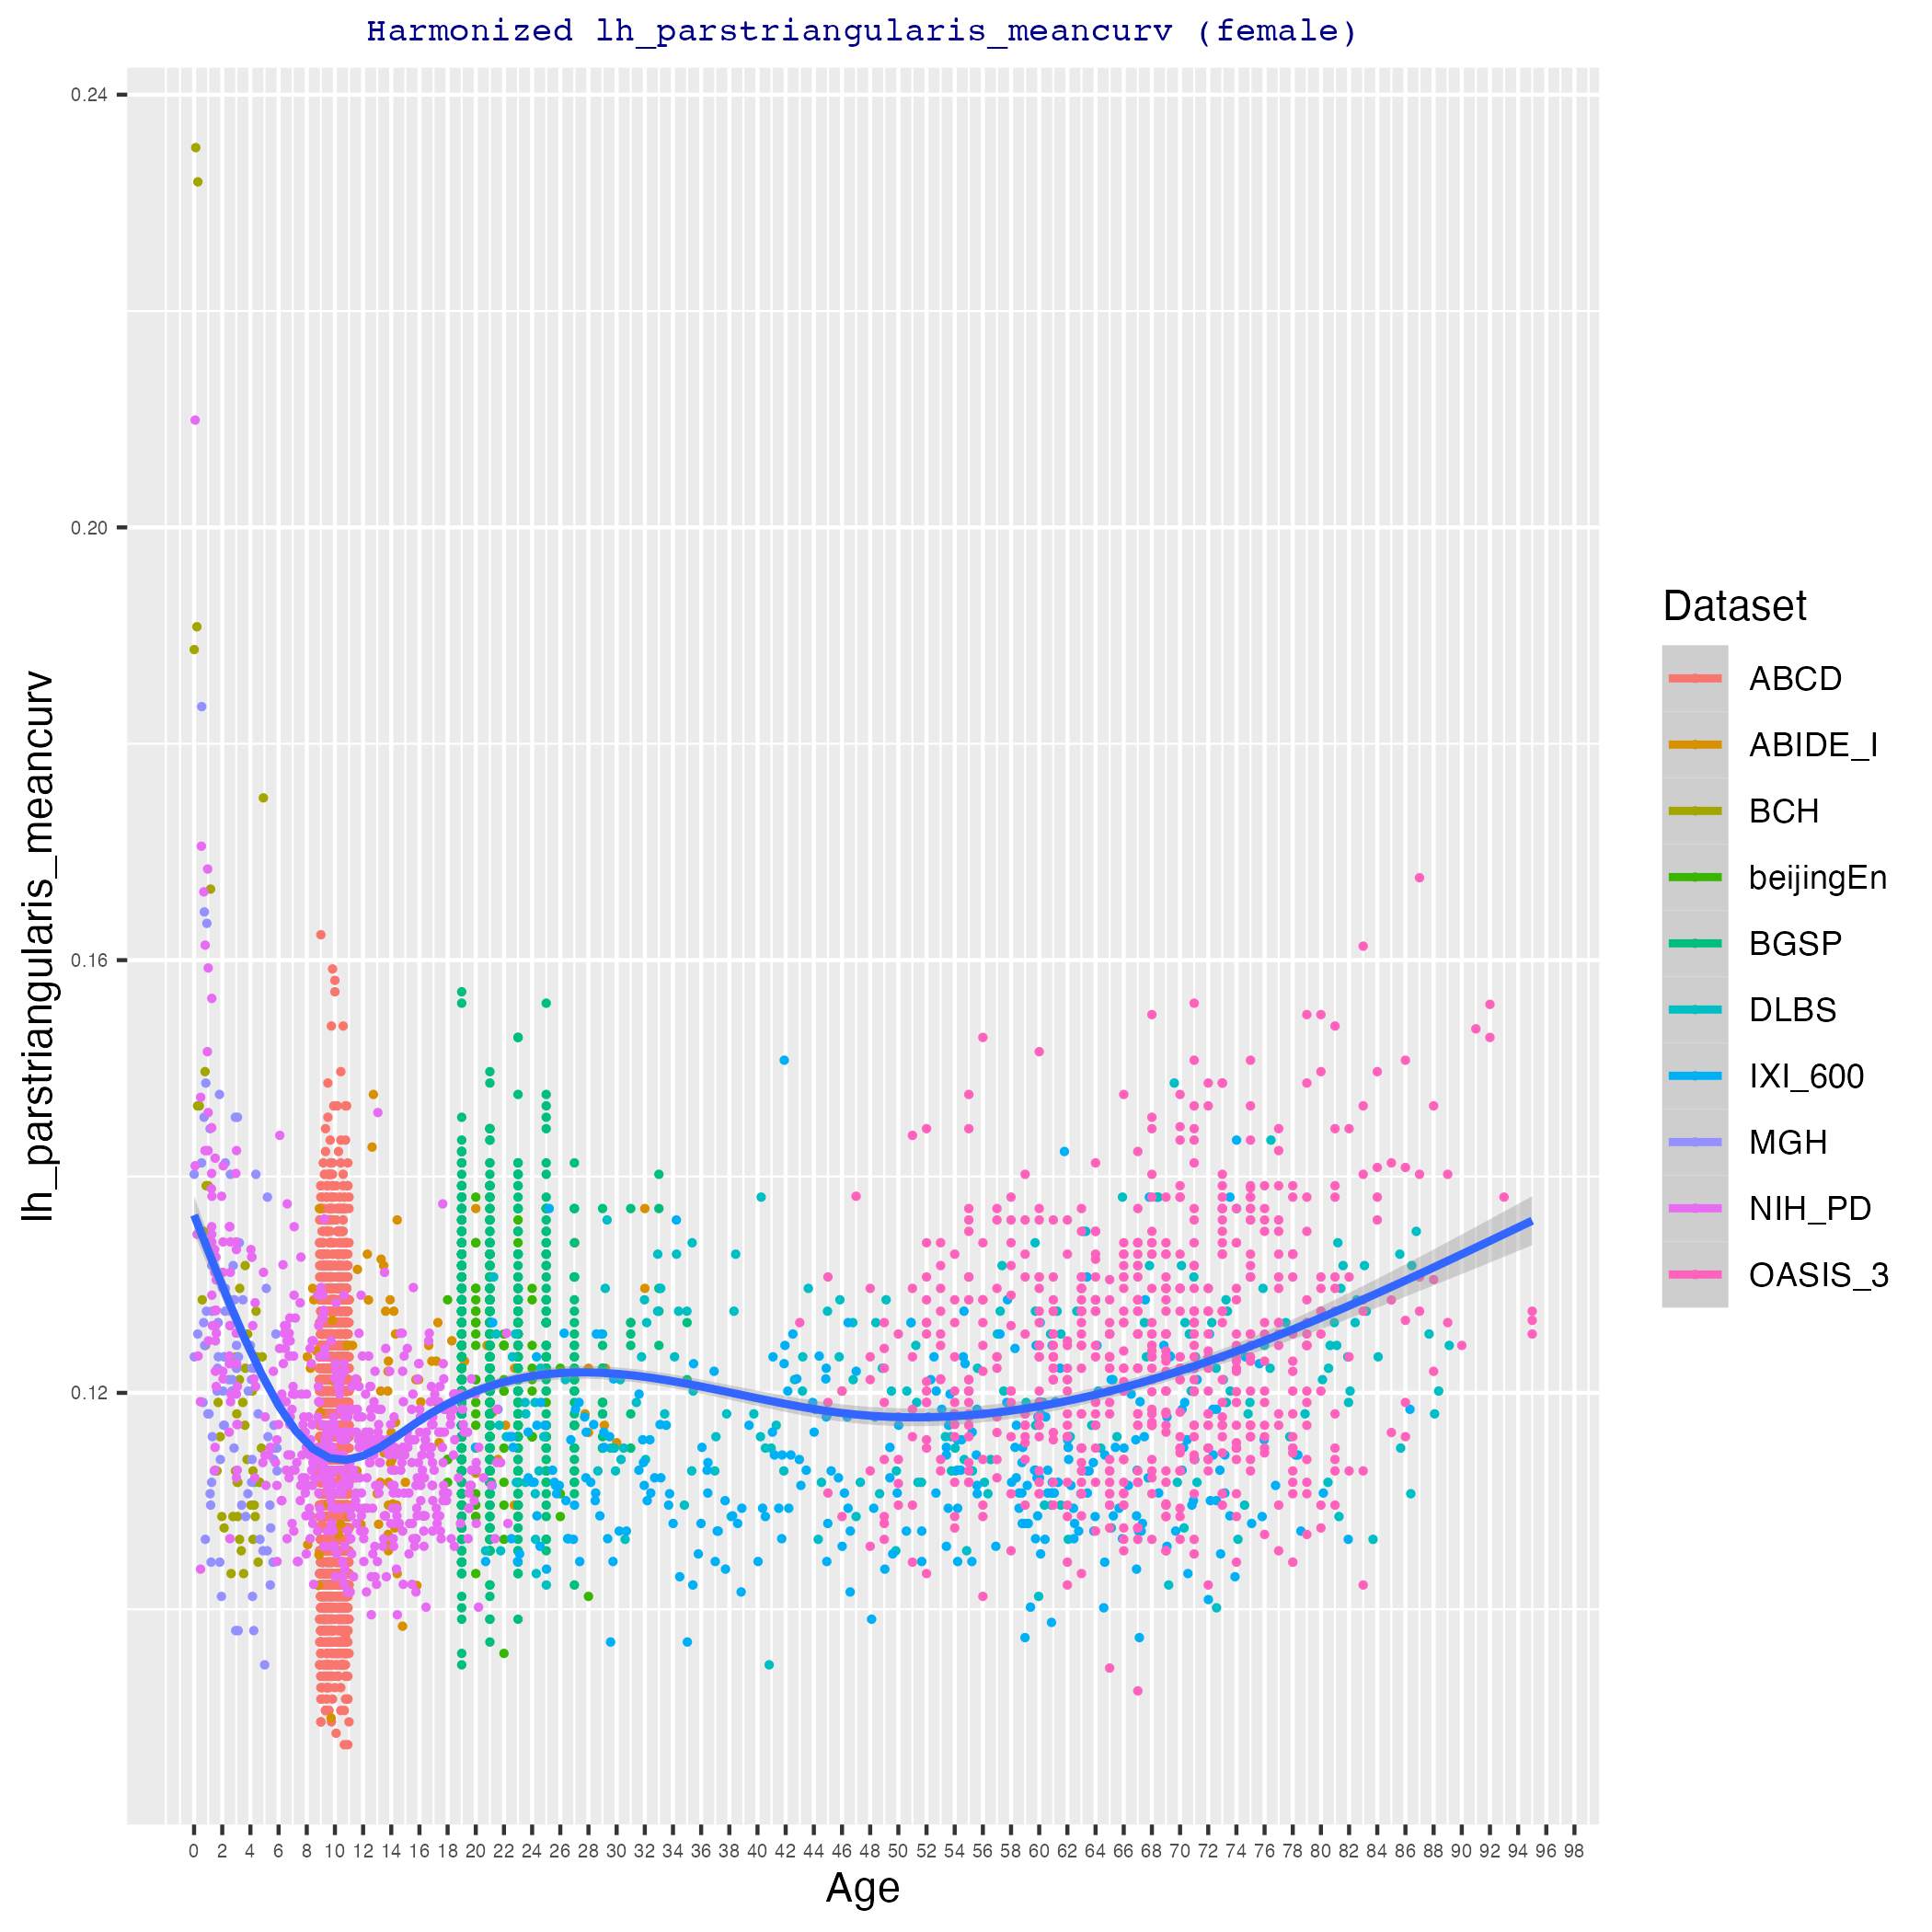 Harmonized lh_parstriangularis_meancurv (female)
lh_parstriangularis_meancurv
0.24
0.20
0.16
0.12
0 2 4 6 8 10 12 14 16 18 20 22 24 26 28 30 32 34 36 38 40 42 44 46 48 50 52 54 56 58 60 62 64 66 68 70 72 74 76 78 80 82 84 86 88 90 92 94 96 98
Age
Dataset
ABCD
ABIDE_I
BCH
beijingEn
BGSP
DLBS
IXI_600
MGH
NIH_PD
OASIS_3